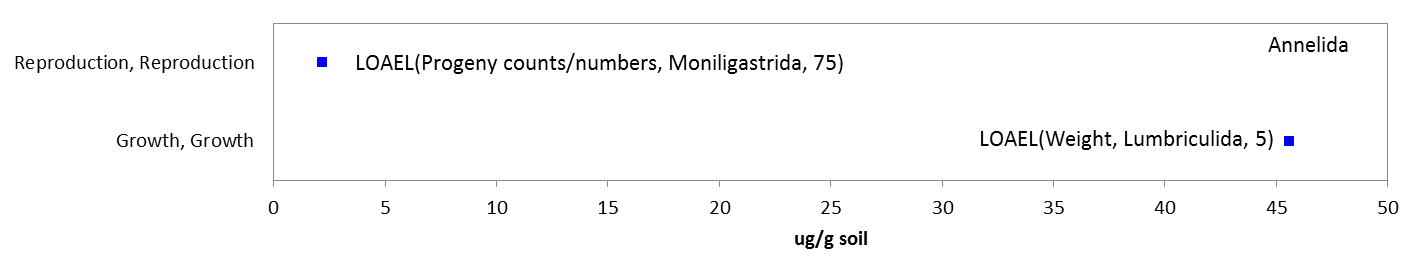 Annelida
Reproduction, Reproduction
LOAEL(Progeny counts/numbers, Moniligastrida, 75)
Growth, Growth
LOAEL(Weight, Lumbriculida, 5)
0 5 10 15 20 25 30 35 40 45 50
ug/g soil